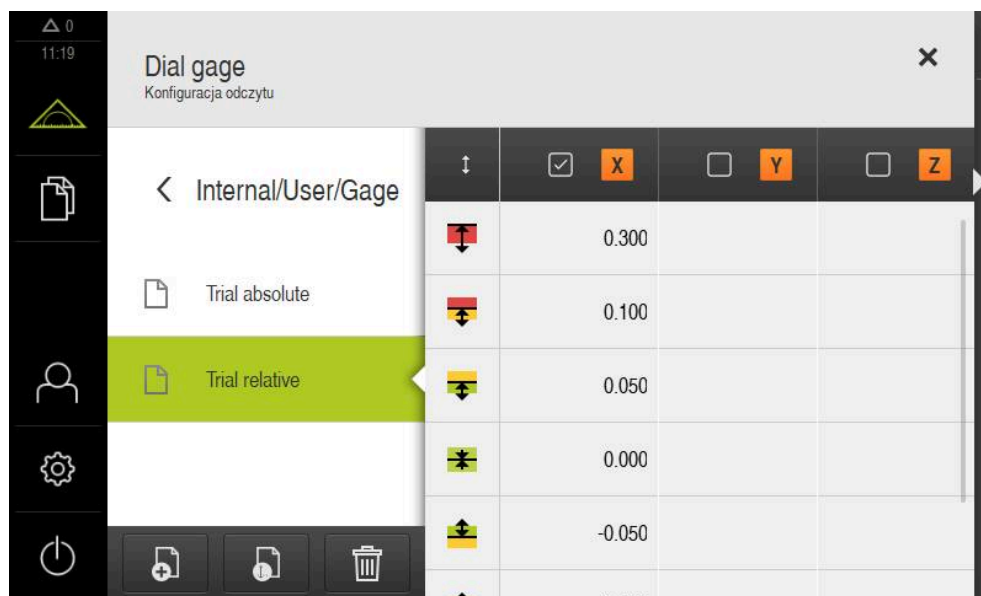 0
11:19
Dial gage
Konfiguracja odczytu
Internal/User/Gage
Trial absolute
Trial relative
X Y Z
0.300
0.100
0.050
0.000
-0.050